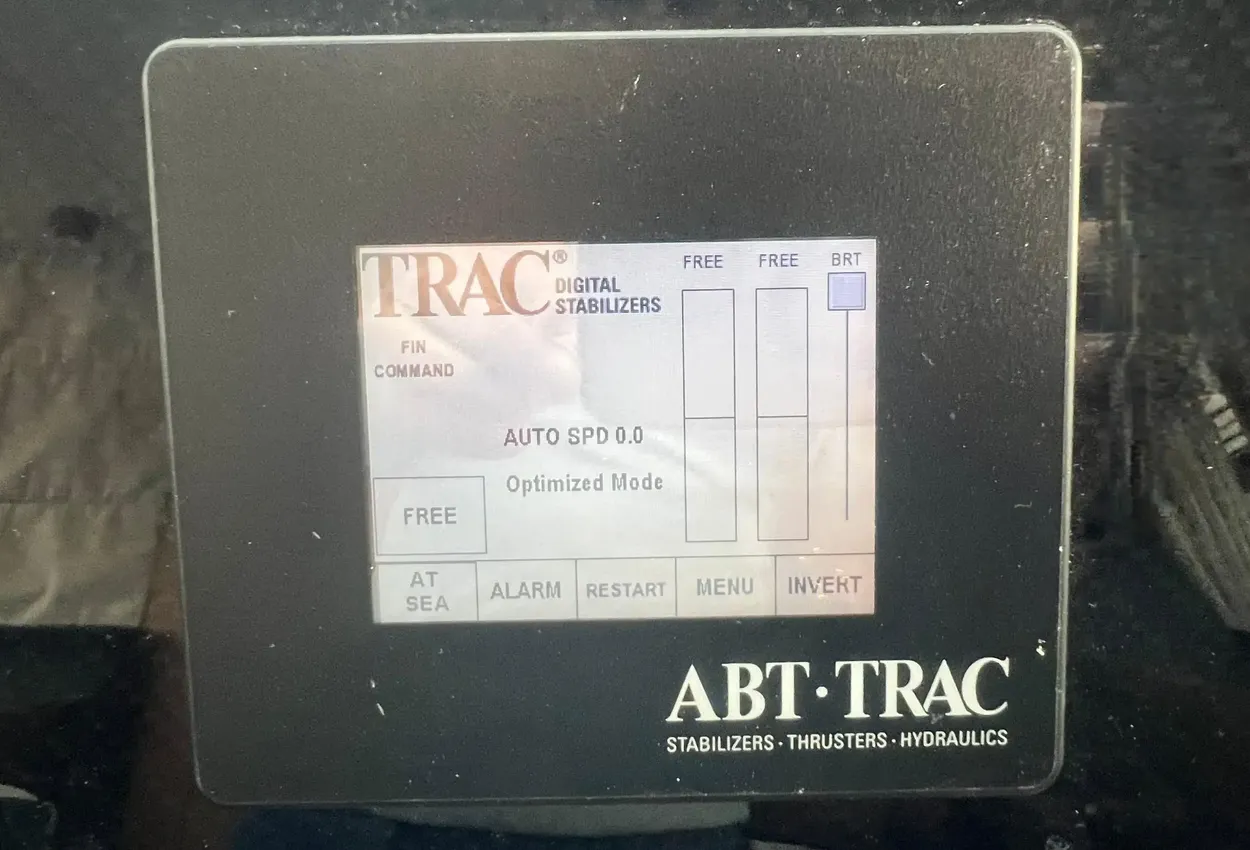 TRAC®
DIGITAL
STABILIZERS
FREE
FREE
BRT
FIN
COMMAND
AUTO SPD 0.0
Optimized Mode
FREE
AT
SEA
ALARM
RESTART
MENU
INVERT
ABT·TRAC
STABILIZERS · THRUSTERS · HYDRAULICS